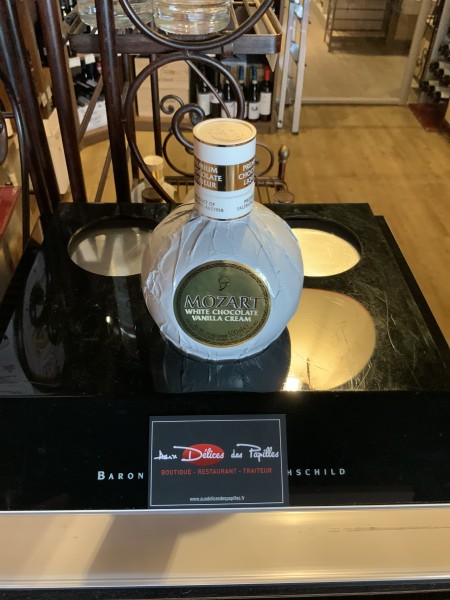 PREMIUM
CHOCOLATE
LIQUEUR
MOZART
WHITE CHOCOLATE
VANILLA CREAM
aux Délices des Papilles
BOUTIQUE - RESTAURANT - TRAITEUR
www.auxdelicesdespapilles.fr
BARON
HSCHILD